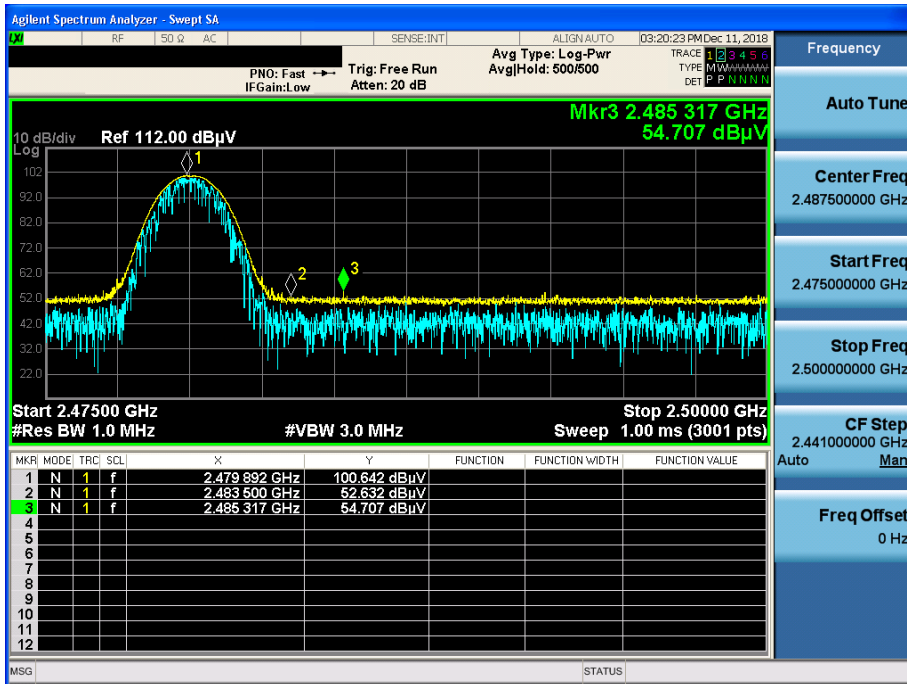 Agilent Spectrum Analyzer - Swept SA
LXI RF 50 Ω AC SENSE:INT ALIGN AUTO 03:20:23 PM Dec 11, 2018
Frequency
PNO: Fast
IFGain:Low
Trig: Free Run
Atten: 20 dB
Avg Type: Log-Pwr
Avg|Hold: 500/500
TRACE 1 2 3 4 5 6
TYPE MWWWWW
DET P P N N N N
Auto Tune
Mkr3 2.485 317 GHz
54.707 dBµV
10 dB/div Ref 112.00 dBµV
Log
102
92.0
82.0
72.0
62.0
52.0
42.0
32.0
22.0
1
2
3
Center Freq
2.487500000 GHz
Start Freq
2.475000000 GHz
Stop Freq
2.500000000 GHz
Start 2.47500 GHz Stop 2.50000 GHz
#Res BW 1.0 MHz #VBW 3.0 MHz Sweep 1.00 ms (3001 pts)
CF Step
2.441000000 GHz
Auto Man
MKR MODE TRC SCL X Y FUNCTION FUNCTION WIDTH FUNCTION VALUE
1 N 1 f 2.479 892 GHz 100.642 dBµV
2 N 1 f 2.483 500 GHz 52.632 dBµV
3 N 1 f 2.485 317 GHz 54.707 dBµV
4
5
6
7
8
9
10
11
12
Freq Offset
0 Hz
MSG STATUS